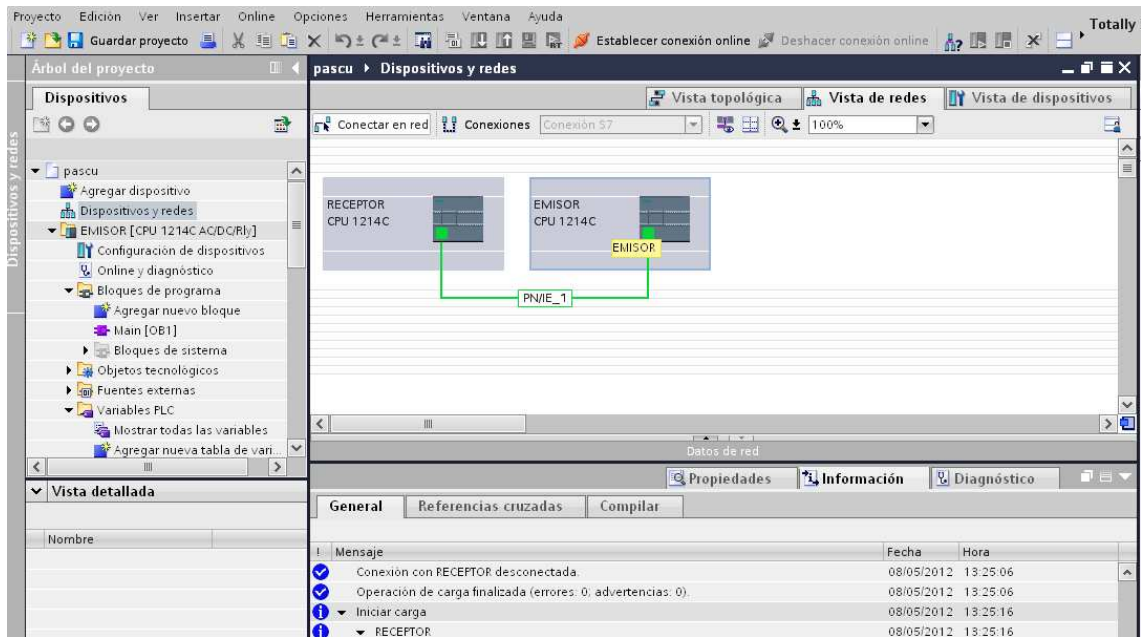 Proyecto Edición Ver Insertar Online Opciones Herramientas Ventana Ayuda
Totally
Guardar proyecto
Establecer conexión online
Deshacer conexión online
Árbol del proyecto
pascu
Dispositivos y redes
Dispositivos
Vista topológica
Vista de redes
Vista de dispositivos
Conectar en red
Conexiones
Conexión S7
100%
Dispositivos y redes
pascu
Agregar dispositivo
Dispositivos y redes
EMISOR [CPU 1214C AC/DC/Rly]
Configuración de dispositivos
Online y diagnóstico
Bloques de programa
Agregar nuevo bloque
Main [OB1]
Bloques de sistema
Objetos tecnológicos
Fuentes externas
Variables PLC
Mostrar todas las variables
Agregar nueva tabla de vari...
RECEPTOR
CPU 1214C
EMISOR
CPU 1214C
EMISOR
PN/IE_1
Datos de red
Vista detallada
Nombre
Propiedades
Información
Diagnóstico
General
Referencias cruzadas
Compilar
! Mensaje Fecha Hora
Conexión con RECEPTOR desconectada. 08/05/2012 13:25:06
Operación de carga finalizada (errores: 0; advertencias: 0). 08/05/2012 13:25:06
Iniciar carga 08/05/2012 13:25:16
RECEPTOR 08/05/2012 13:25:16